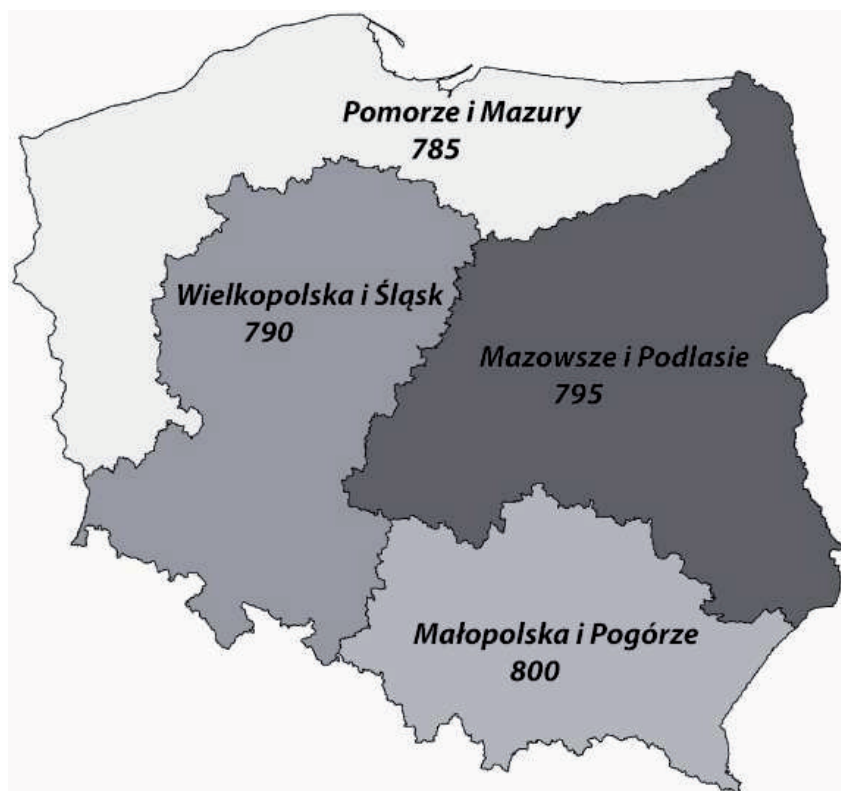 Pomorze i Mazury
785
Wielkopolska i Śląsk
790
Mazowsze i Podlasie
795
Małopolska i Pogórze
800